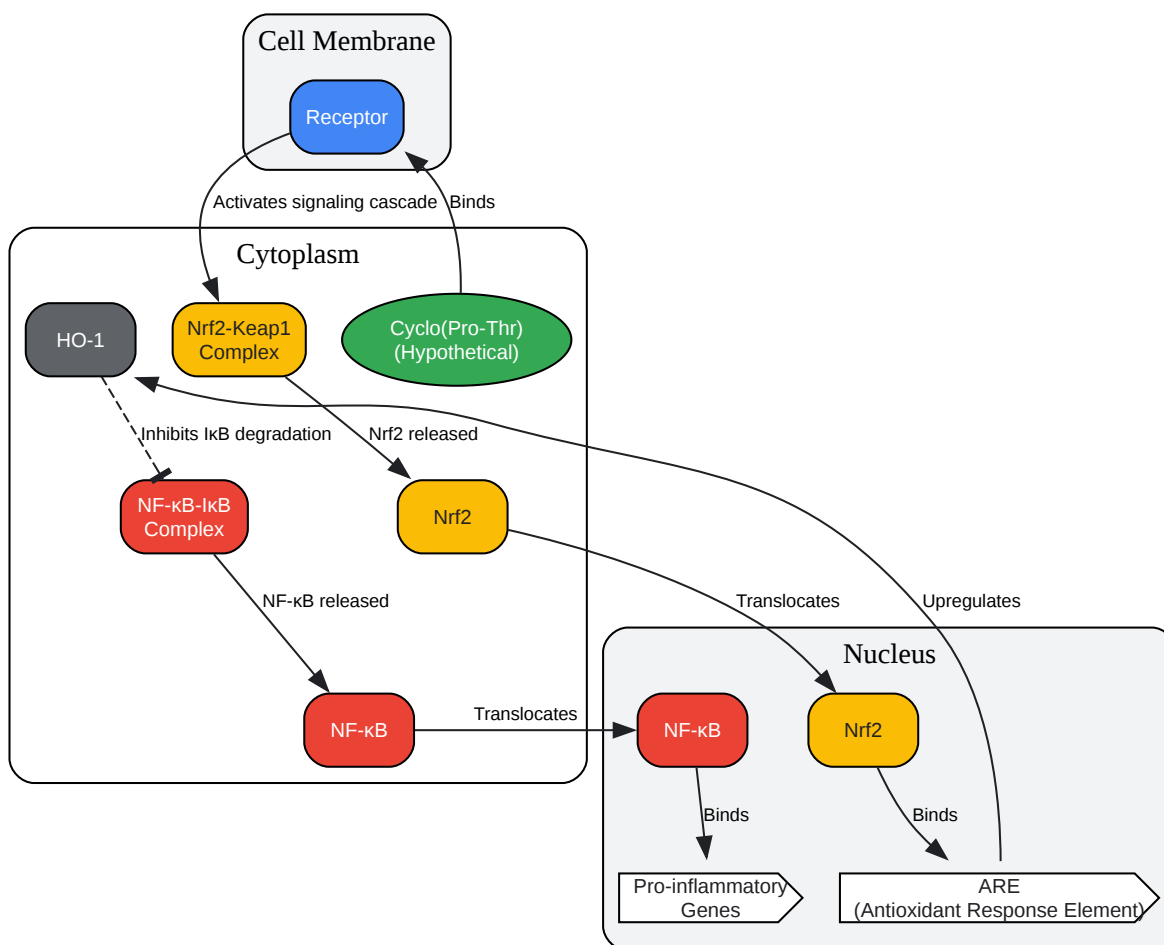 Cell Membrane
Receptor
Activates signaling cascade
Binds
Cytoplasm
HO-1
Nrf2-Keap1
Complex
Cyclo(Pro-Thr)
(Hypothetical)
Inhibits IκB degradation
Nrf2 released
NF-κB-IκB
Complex
Nrf2
NF-κB released
Translocates
Upregulates
Nucleus
NF-κB
Translocates
NF-κB
Nrf2
Binds
Binds
Pro-inflammatory
Genes
ARE
(Antioxidant Response Element)